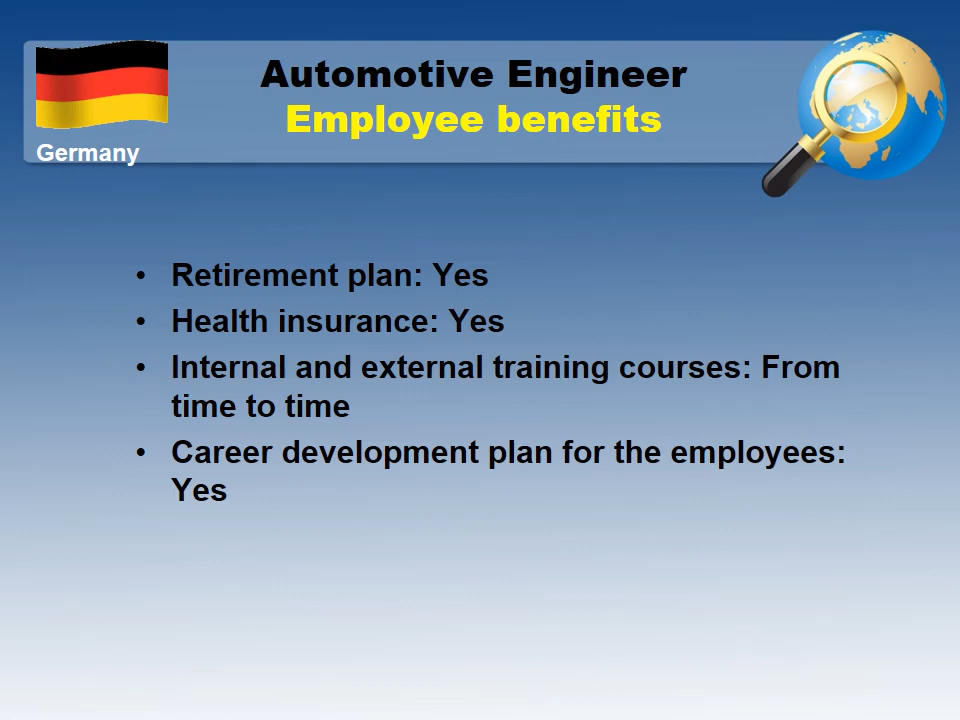 Automotive Engineer
Employee benefits
Germany
• Retirement plan: Yes
• Health insurance: Yes
• Internal and external training courses: From
time to time
• Career development plan for the employees:
Yes